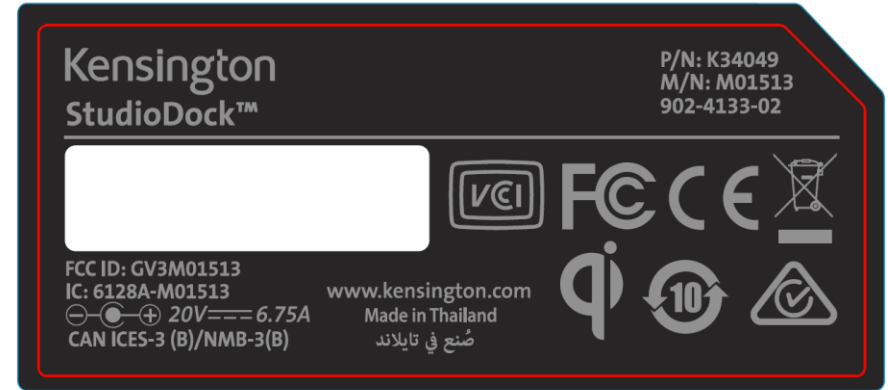 Kensington
StudioDock™
P/N: K34049
M/N: M01513
902-4133-02
VCI
FC CE
FCC ID: GV3M01513
IC: 6128A-M01513
20V⎓6.75A
CAN ICES-3 (B)/NMB-3(B)
www.kensington.com
Made in Thailand
صُنع في تايلاند
qi
10